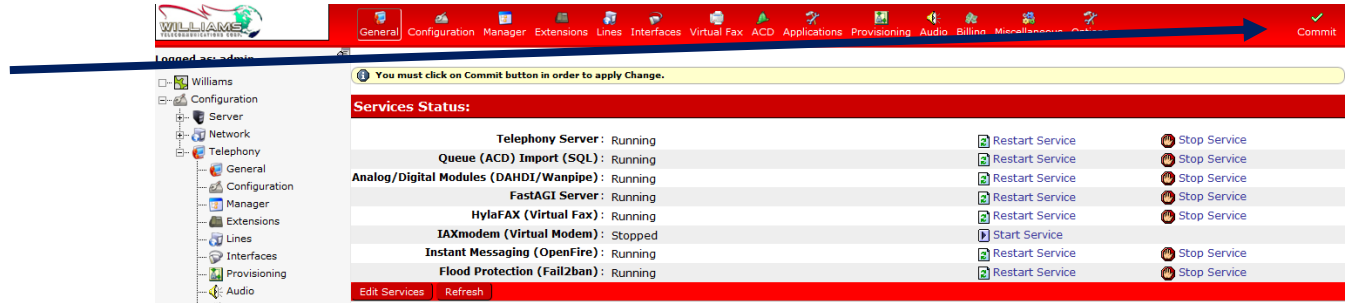 WILLIAMS
TELECOMMUNICATIONS CORP.
General Configuration Manager Extensions Lines Interfaces Virtual Fax ACD Applications Provisioning Audio Billing Miscellaneous Commit
Logged as: admin
You must click on Commit button in order to apply Change.
Williams
Configuration
Server
Network
Telephony
General
Configuration
Manager
Extensions
Lines
Interfaces
Provisioning
Audio
Services Status:
Telephony Server: Running Restart Service Stop Service
Queue (ACD) Import (SQL): Running Restart Service Stop Service
Analog/Digital Modules (DAHDI/Wanpipe): Running Restart Service Stop Service
FastAGI Server: Running Restart Service Stop Service
HylaFAX (Virtual Fax): Running Restart Service Stop Service
IAXmodem (Virtual Modem): Stopped Start Service
Instant Messaging (OpenFire): Running Restart Service Stop Service
Flood Protection (Fail2ban): Running Restart Service Stop Service
Edit Services Refresh